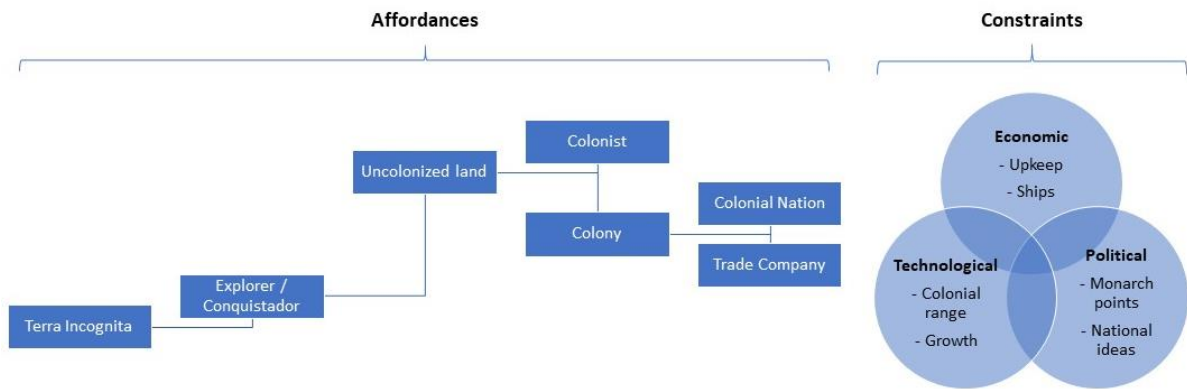 Affordances
Constraints
Colonist
Uncolonized land
Colonial Nation
Colony
Trade Company
Explorer /
Conquistador
Terra Incognita
Economic
- Upkeep
- Ships
Technological
- Colonial
range
- Growth
Political
- Monarch
points
- National
ideas